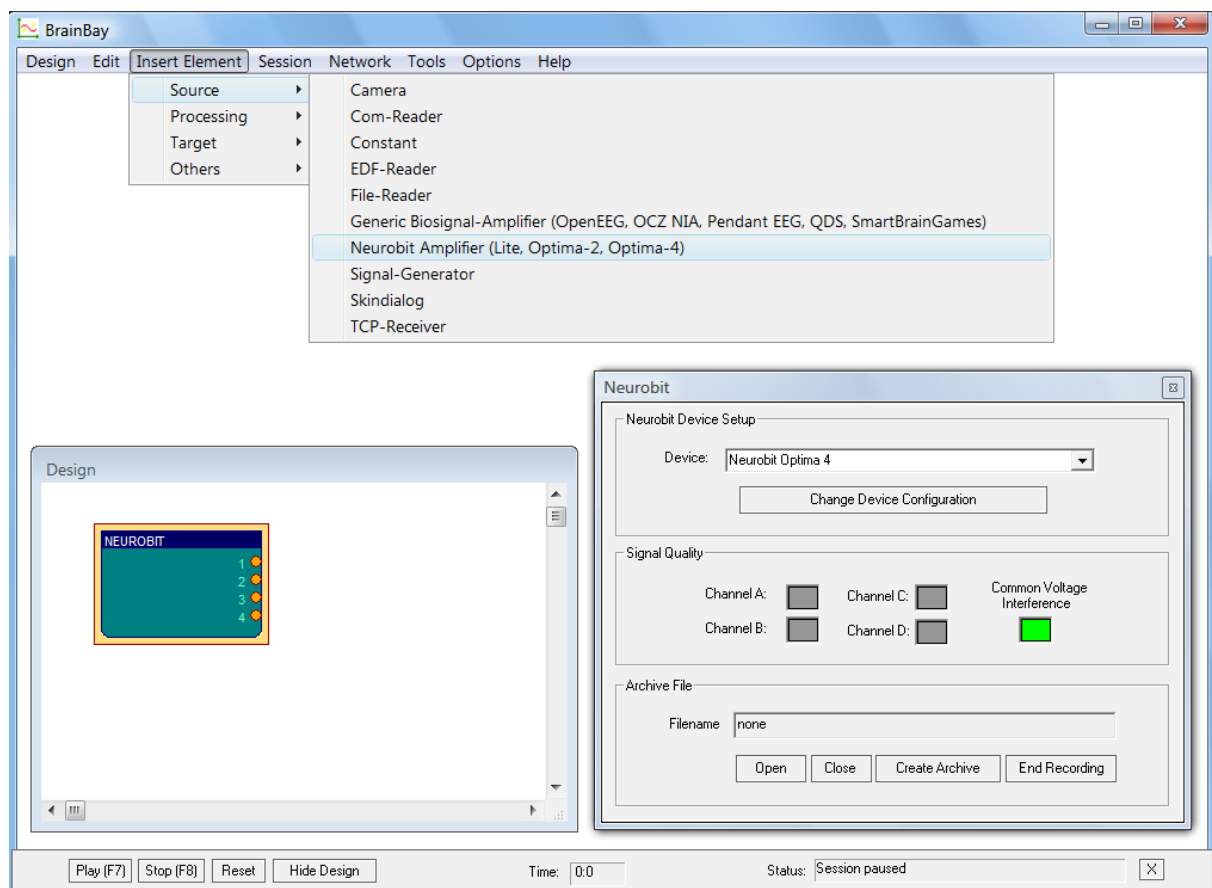 BrainBay
Design Edit Insert Element Session Network Tools Options Help
Source
Processing
Target
Others
Camera
Com-Reader
Constant
EDF-Reader
File-Reader
Generic Biosignal-Amplifier (OpenEEG, OCZ NIA, Pendant EEG, QDS, SmartBrainGames)
Neurobit Amplifier (Lite, Optima-2, Optima-4)
Signal-Generator
Skindialog
TCP-Receiver
Design
NEUROBIT
1
2
3
4
Neurobit
Neurobit Device Setup
Device: Neurobit Optima 4
Change Device Configuration
Signal Quality
Channel A: Channel C: Common Voltage
Interference
Channel B: Channel D:
Archive File
Filename none
Open Close Create Archive End Recording
Play (F7) Stop (F8) Reset Hide Design Time: 0:0 Status: Session paused X